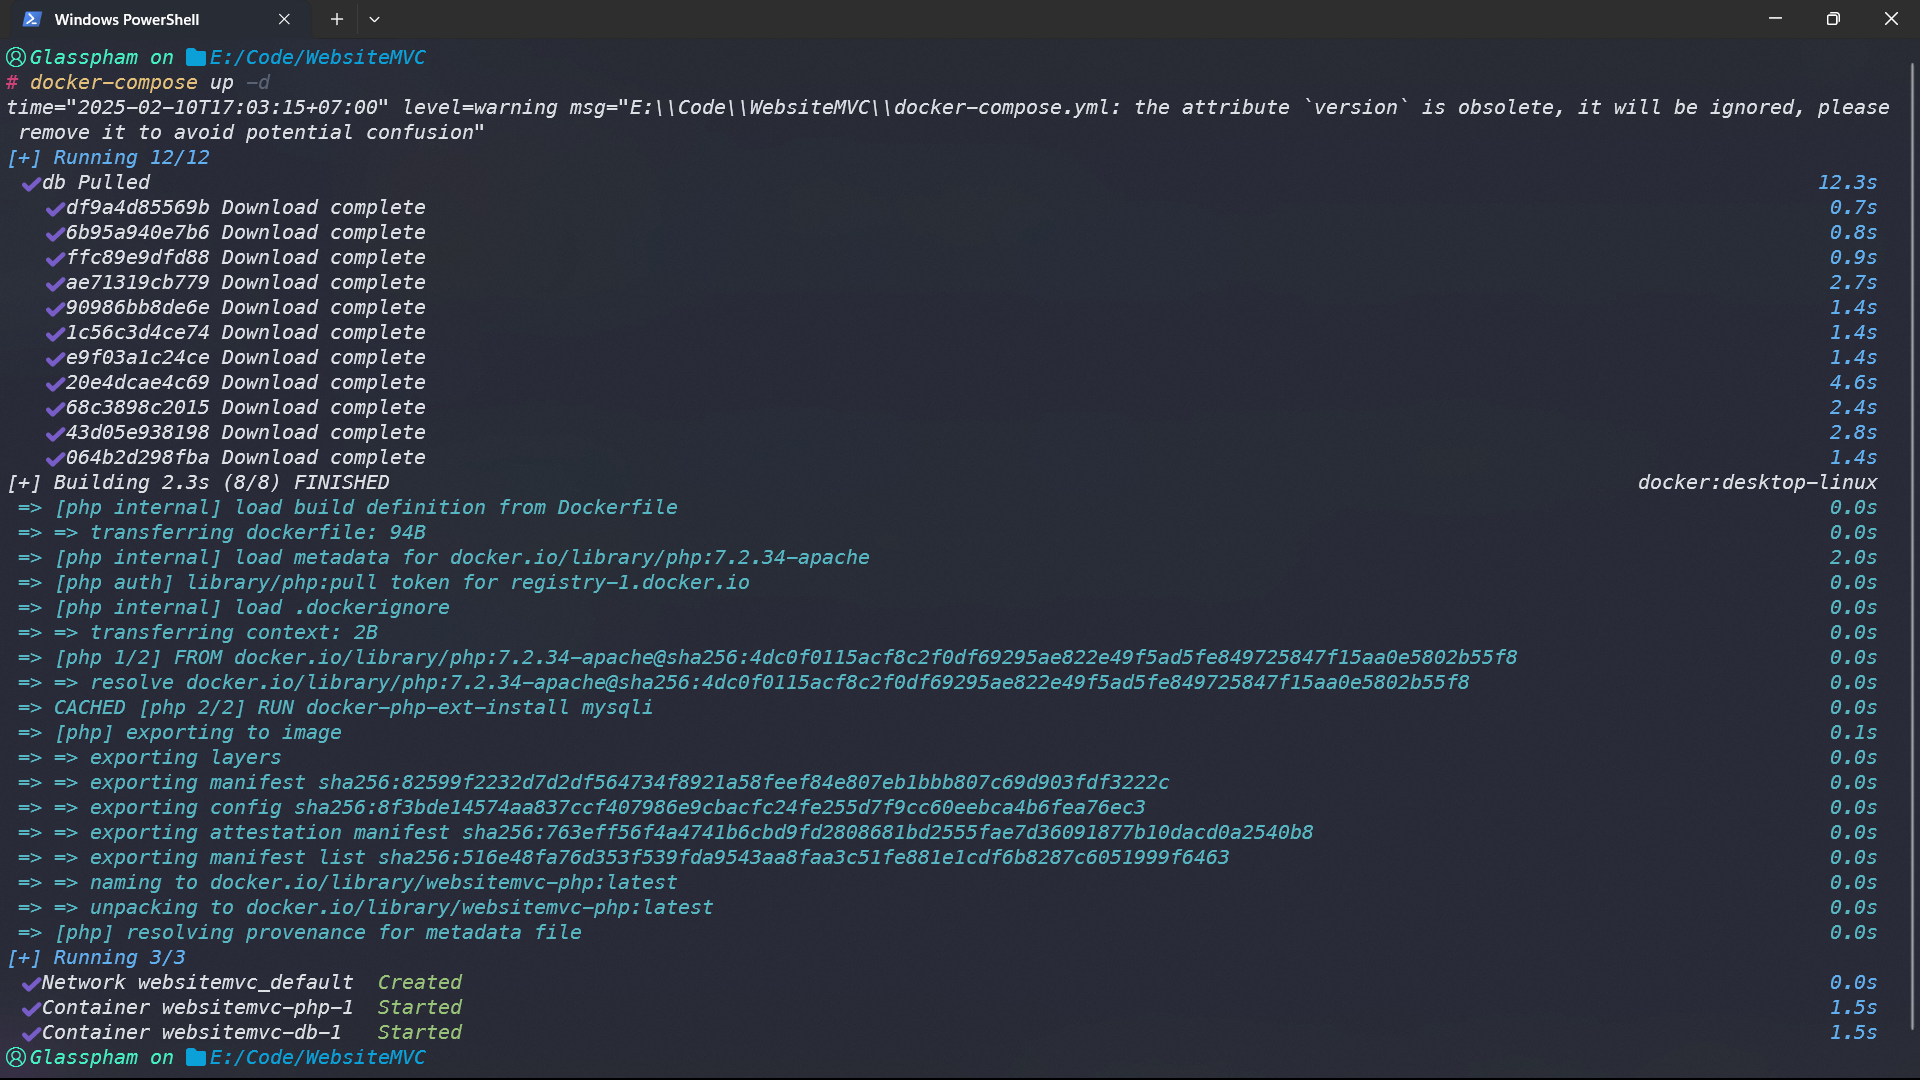 Windows PowerShell
Glasspham on E:/Code/WebsiteMVC
# docker-compose up -d
time="2025-02-10T17:03:15+07:00" level=warning msg="E:\\Code\\WebsiteMVC\\docker-compose.yml: the attribute `version` is obsolete, it will be ignored, please
remove it to avoid potential confusion"
[+] Running 12/12
✔db Pulled 12.3s
✔df9a4d85569b Download complete 0.7s
✔6b95a940e7b6 Download complete 0.8s
✔ffc89e9dfd88 Download complete 0.9s
✔ae71319cb779 Download complete 2.7s
✔90986bb8de6e Download complete 1.4s
✔1c56c3d4ce74 Download complete 1.4s
✔e9f03a1c24ce Download complete 1.4s
✔20e4dcae4c69 Download complete 4.6s
✔68c3898c2015 Download complete 2.4s
✔43d05e938198 Download complete 2.8s
✔064b2d298fba Download complete 1.4s
[+] Building 2.3s (8/8) FINISHED docker:desktop-linux
=> [php internal] load build definition from Dockerfile 0.0s
=> => transferring dockerfile: 94B 0.0s
=> [php internal] load metadata for docker.io/library/php:7.2.34-apache 2.0s
=> [php auth] library/php:pull token for registry-1.docker.io 0.0s
=> [php internal] load .dockerignore 0.0s
=> => transferring context: 2B 0.0s
=> [php 1/2] FROM docker.io/library/php:7.2.34-apache@sha256:4dc0f0115acf8c2f0df69295ae822e49f5ad5fe849725847f15aa0e5802b55f8 0.0s
=> => resolve docker.io/library/php:7.2.34-apache@sha256:4dc0f0115acf8c2f0df69295ae822e49f5ad5fe849725847f15aa0e5802b55f8 0.0s
=> CACHED [php 2/2] RUN docker-php-ext-install mysqli 0.0s
=> [php] exporting to image 0.1s
=> => exporting layers 0.0s
=> => exporting manifest sha256:82599f2232d7d2df564734f8921a58feef84e807eb1bbb807c69d903fdf3222c 0.0s
=> => exporting config sha256:8f3bde14574aa837ccf407986e9cbacfc24fe255d7f9cc60eebca4b6fea76ec3 0.0s
=> => exporting attestation manifest sha256:763eff56f4a4741b6cbd9fd2808681bd2555fae7d36091877b10dacd0a2540b8 0.0s
=> => exporting manifest list sha256:516e48fa76d353f539fda9543aa8faa3c51fe881e1cdf6b8287c6051999f6463 0.0s
=> => naming to docker.io/library/websitemvc-php:latest 0.0s
=> => unpacking to docker.io/library/websitemvc-php:latest 0.0s
=> [php] resolving provenance for metadata file 0.0s
[+] Running 3/3
✔Network websitemvc_default Created 0.0s
✔Container websitemvc-php-1 Started 1.5s
✔Container websitemvc-db-1 Started 1.5s
Glasspham on E:/Code/WebsiteMVC